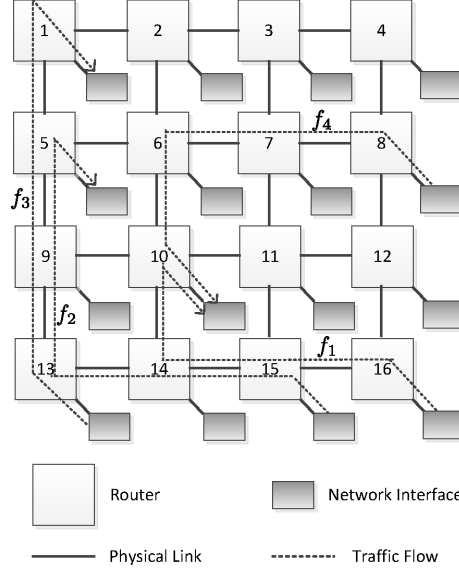 1 2 3 4
f4
5 6 7 8
f3
9 10 11 12
f2
f1
13 14 15 16
Router Network Interface
Physical Link Traffic Flow